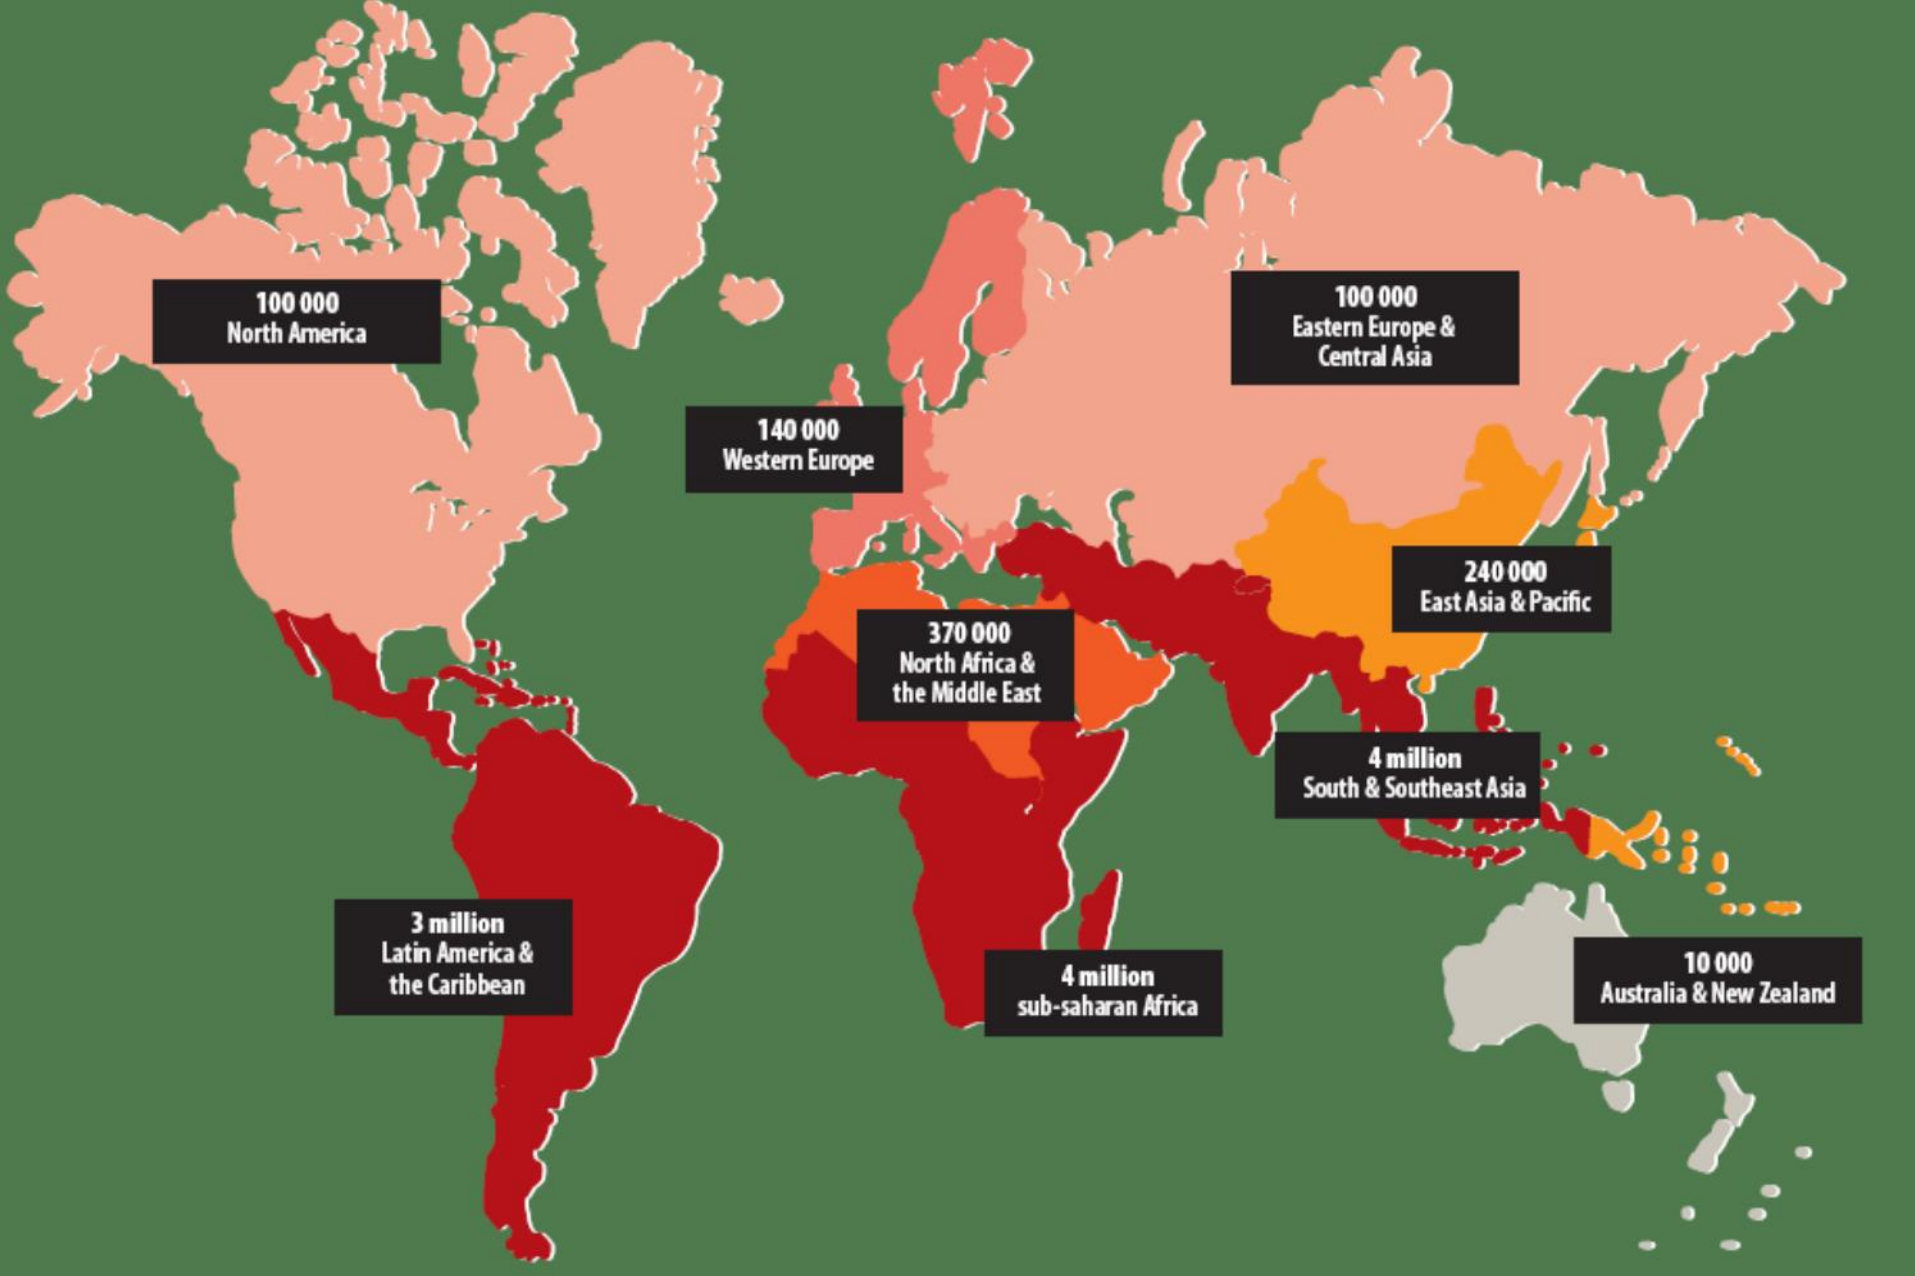 100 000
North America
100 000
Eastern Europe &
Central Asia
140 000
Western Europe
240 000
East Asia & Pacific
370 000
North Africa &
the Middle East
4 million
South & Southeast Asia
3 million
Latin America &
the Caribbean
4 million
sub-saharan Africa
10 000
Australia & New Zealand